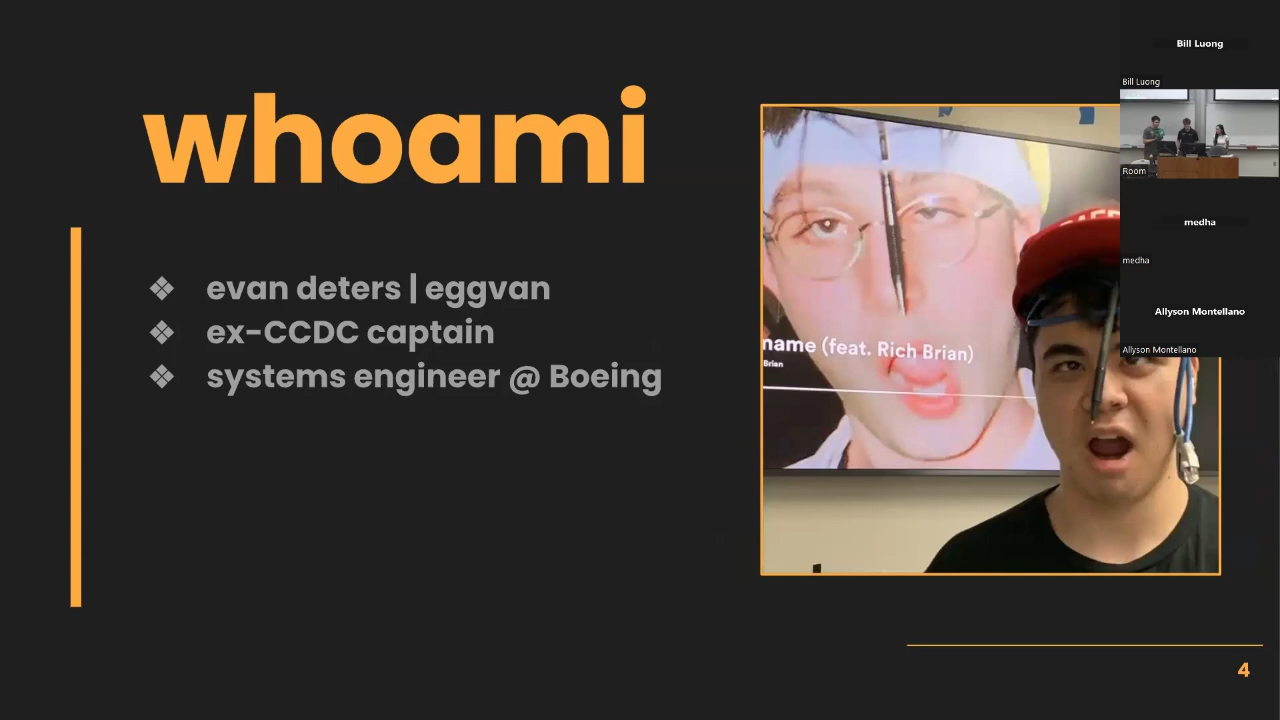 whoami
❖ evan deters | eggvan
❖ ex-CCDC captain
❖ systems engineer @ Boeing
name (feat. Rich Brian)
Brian
Bill Luong
Bill Luong
Room
medha
medha
Allyson Montellano
Allyson Montellano
4